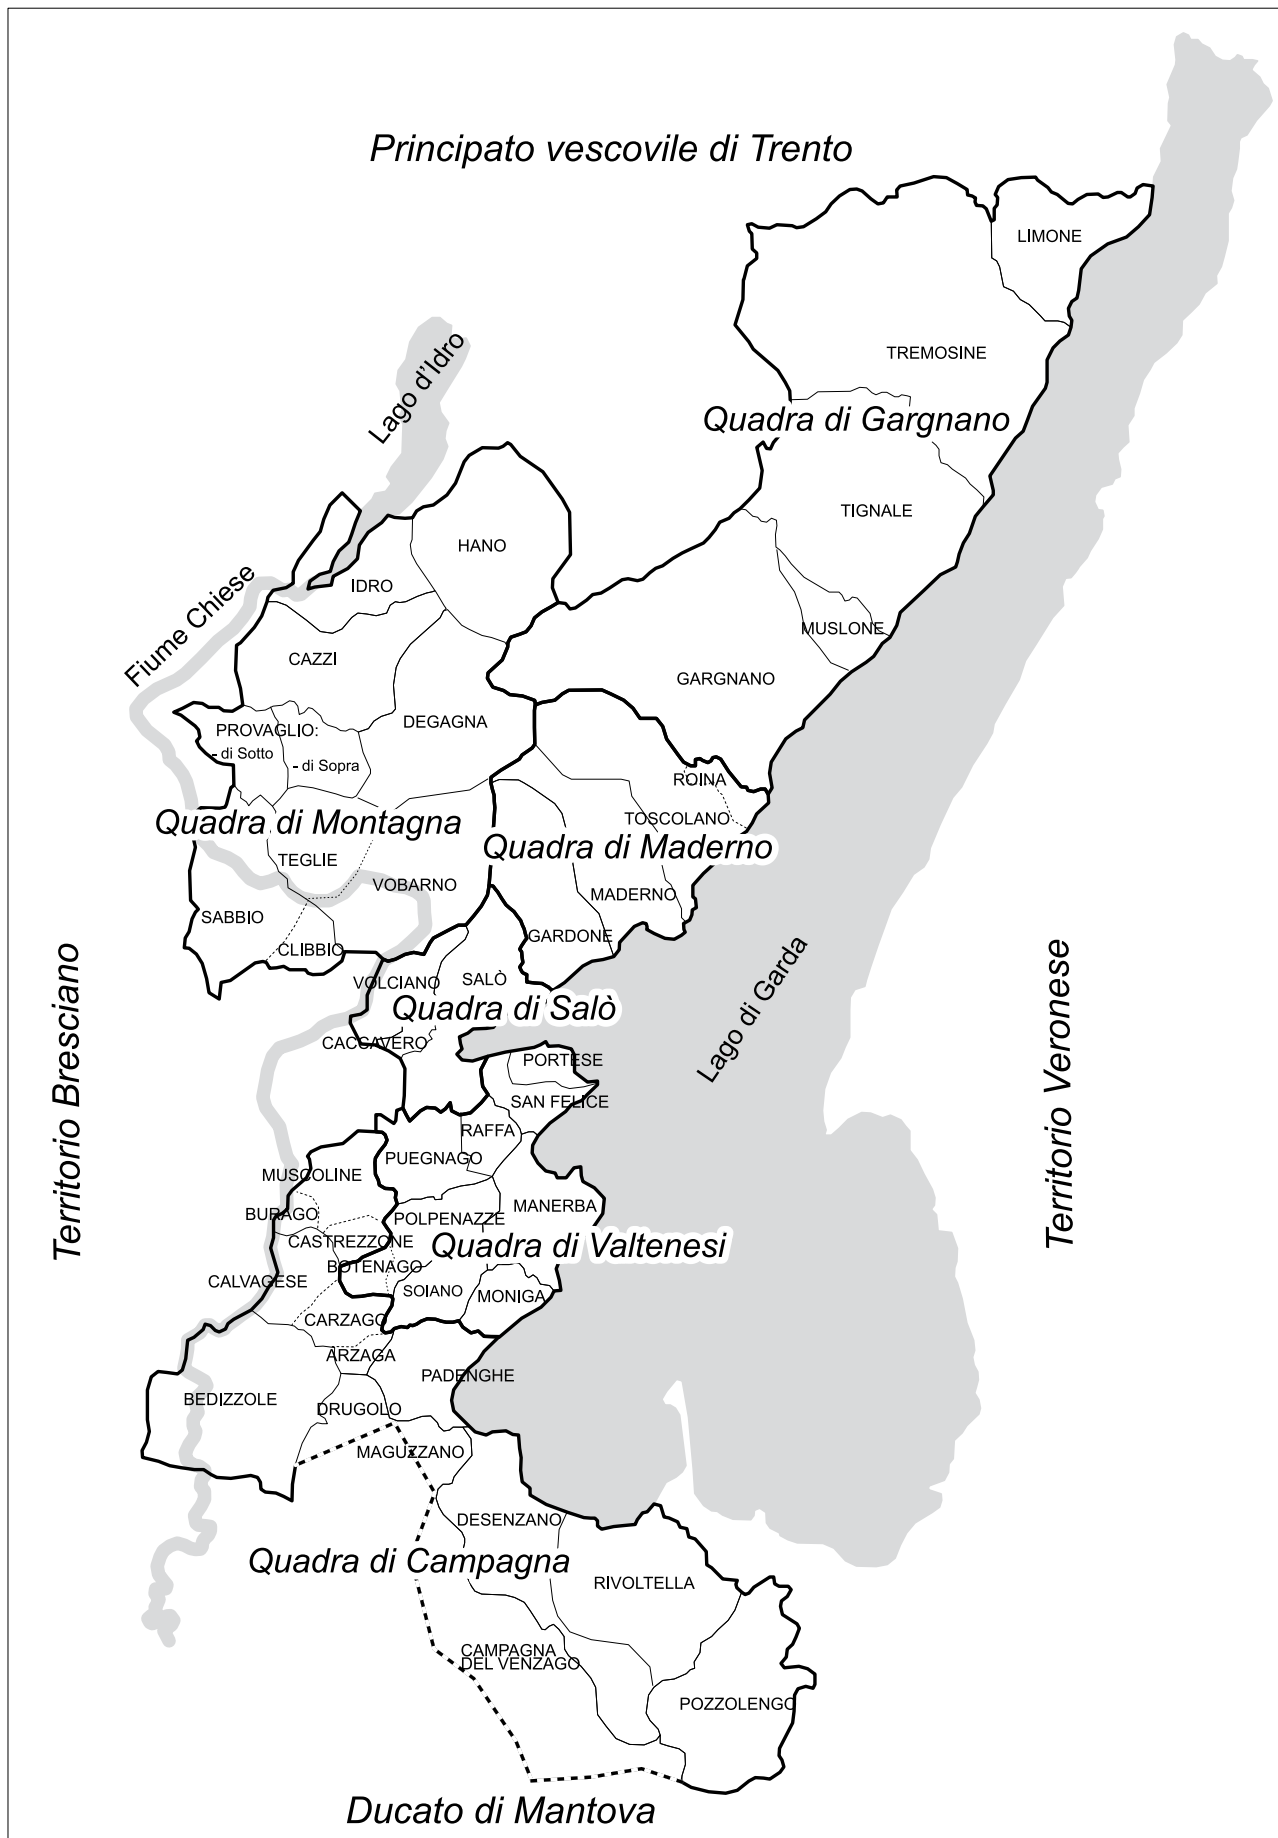 Principato vescovile di Trento
LIMONE
TREMOSINE
Lago d'Idro
Quadra di Gargnano
TIGNALE
HANO
IDRO
Fiume Chiese
MUSLONE
CAZZI
GARGNANO
DEGAGNA
PROVAGLIO:
- di Sotto
- di Sopra
ROINA
TOSCOLANO
Quadra di Montagna
Quadra di Maderno
TEGLIE
VOBARNO
MADERNO
SABBIO
GARDONE
CLIBBIO
VOLCIANO
SALÒ
Quadra di Salò
Lago di Garda
CACCAVERO
PORTESE
SAN FELICE
Territorio Bresciano
Territorio Veronese
RAFFA
PUEGNAGO
MUSCOLINE
MANERBA
BURAGO
POLPENAZZE
CASTREZZONE
Quadra di Valtenesi
BOTENAGO
CALVAGESE
SOIANO
MONIGA
CARZAGO
ARZAGA
PADENGHE
BEDIZZOLE
DRUGOLO
MAGUZZANO
DESENZANO
Quadra di Campagna
RIVOLTELLA
CAMPAGNA
DEL VENZAGO
POZZOLENGO
Ducato di Mantova